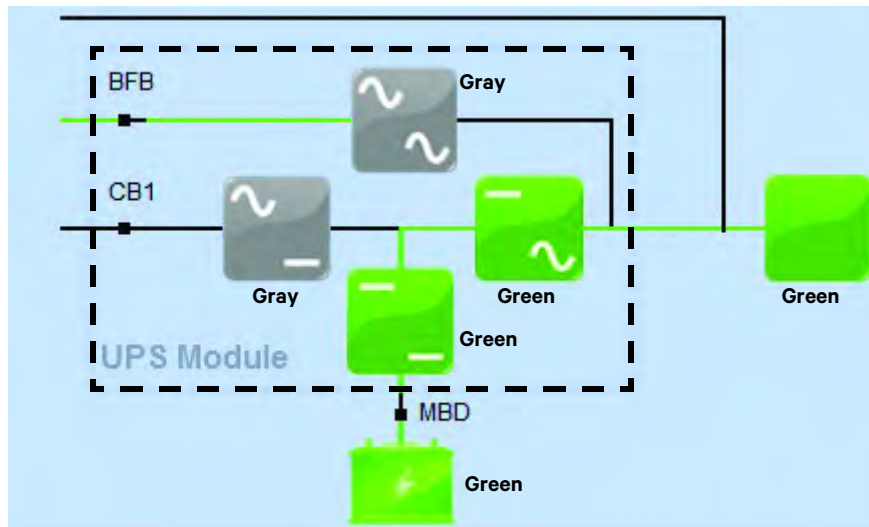 BFB
Gray
CB1
Gray
Green
Green
Green
UPS Module
MBD
Green